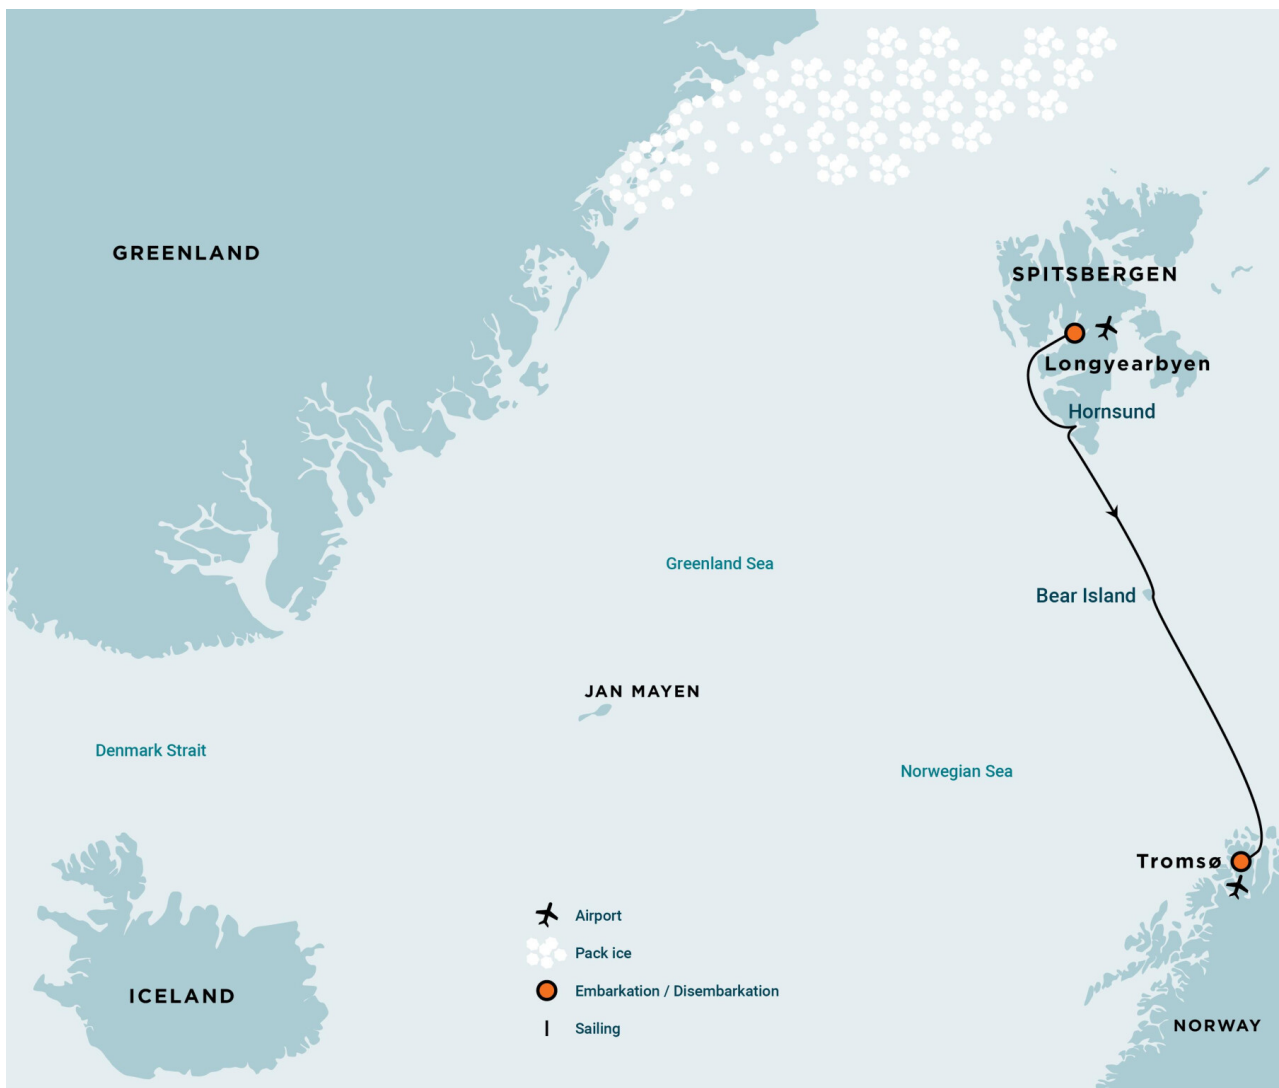 GREENLAND
SPITSBERGEN
Longyearbyen
Hornsund
Greenland Sea
Bear Island
JAN MAYEN
Denmark Strait
Norwegian Sea
Tromsø
Airport
Pack ice
ICELAND
Embarkation / Disembarkation
Sailing
NORWAY